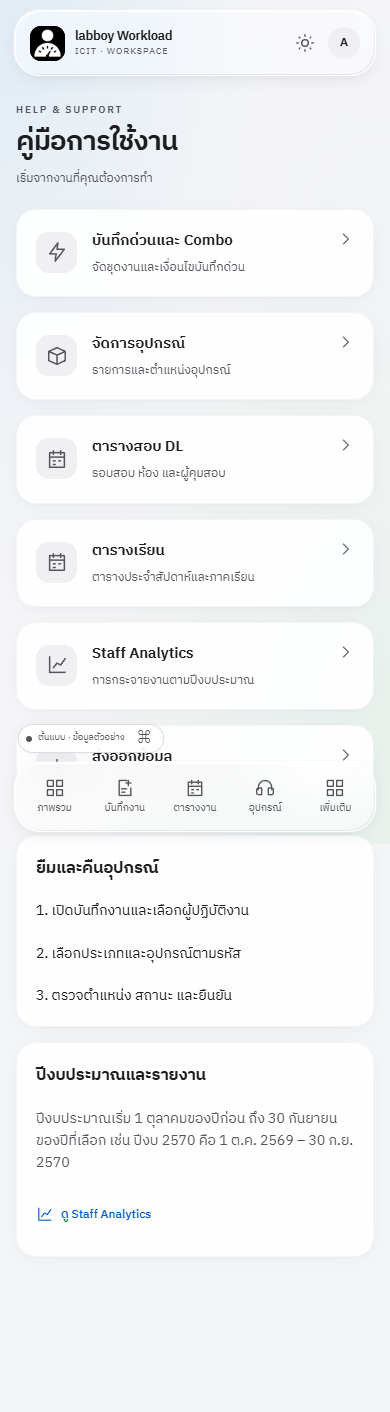 labboy Workload
ICIT · WORKSPACE
A
HELP & SUPPORT
คู่มือการใช้งาน
เริ่มจากงานที่คุณต้องการทำ
บันทึกด่วนและ Combo
จัดชุดงานและเงื่อนไขบันทึกด่วน
จัดการอุปกรณ์
รายการและตำแหน่งอุปกรณ์
ตารางสอบ DL
รอบสอบ ห้อง และผู้คุมสอบ
ตารางเรียน
ตารางประจำสัปดาห์และภาคเรียน
Staff Analytics
การกระจายงานตามปีงบประมาณ
ต้นแบบ · ข้อมูลตัวอย่าง ⌘
ส่งออกข้อมูล
ภาพรวม
บันทึกงาน
ตารางงาน
อุปกรณ์
เพิ่มเติม
ยืมและคืนอุปกรณ์
1. เปิดบันทึกงานและเลือกผู้ปฏิบัติงาน
2. เลือกประเภทและอุปกรณ์ตามรหัส
3. ตรวจตำแหน่ง สถานะ และยืนยัน
ปีงบประมาณและรายงาน
ปีงบประมาณเริ่ม 1 ตุลาคมของปีก่อน ถึง 30 กันยายน
ของปีที่เลือก เช่น ปีงบ 2570 คือ 1 ต.ค. 2569 – 30 ก.ย.
2570
ดู Staff Analytics